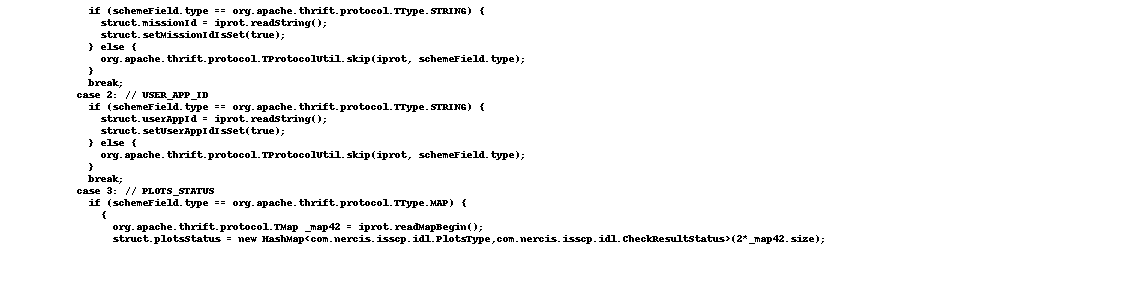 if (schemeField.type == org.apache.thrift.protocol.TType.STRING) {
struct.missionId = iprot.readString();
struct.setMissionIdIsSet(true);
} else {
org.apache.thrift.protocol.TProtocolUtil.skip(iprot, schemeField.type);
}
break;
case 2: // USER_APP_ID
if (schemeField.type == org.apache.thrift.protocol.TType.STRING) {
struct.userAppId = iprot.readString();
struct.setUserAppIdIsSet(true);
} else {
org.apache.thrift.protocol.TProtocolUtil.skip(iprot, schemeField.type);
}
break;
case 3: // PLOTS_STATUS
if (schemeField.type == org.apache.thrift.protocol.TType.MAP) {
{
org.apache.thrift.protocol.TMap _map42 = iprot.readMapBegin();
struct.plotsStatus = new HashMap<com.nercis.isscp.idl.PlotsType,com.nercis.isscp.idl.CheckResultStatus>(2*_map42.size);